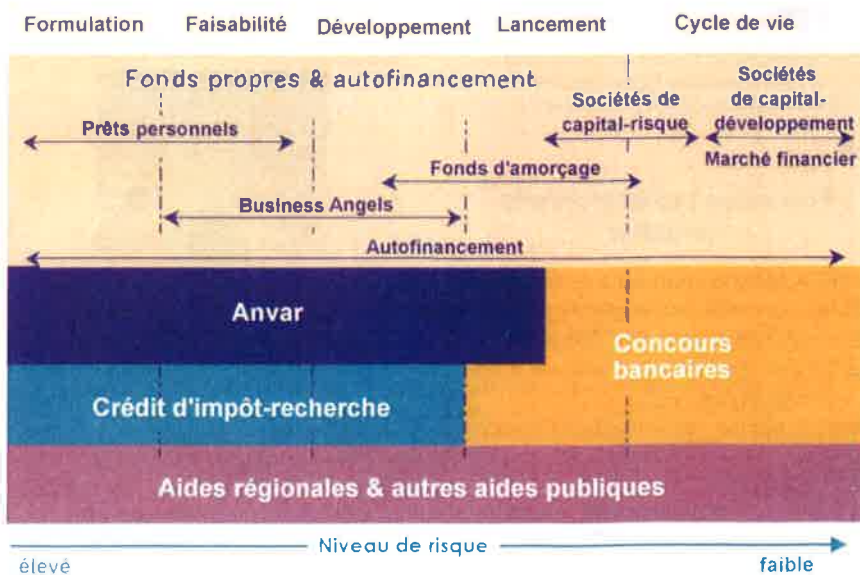 Formulation Faisabilité Développement Lancement Cycle de vie
Fonds propres & autofinancement
Sociétés de capital-risque
Sociétés de capital-développement
Prêts personnels
Marché financier
Fonds d'amorçage
Business Angels
Autofinancement
Anvar
Concours
bancaires
Crédit d'impôt-recherche
Aides régionales & autres aides publiques
Niveau de risque
élevé faible